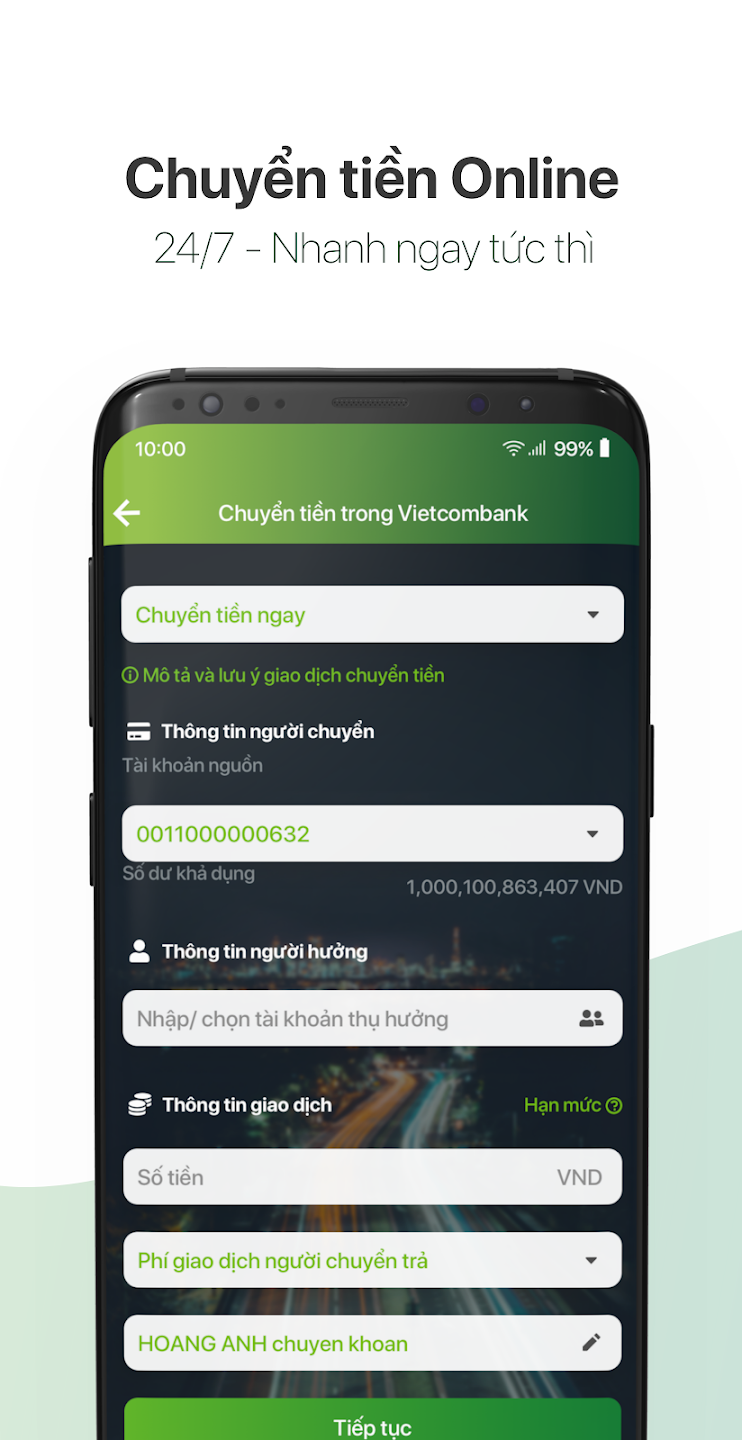 Chuyển tiền Online
24/7 - Nhanh ngay tức thì
10:00
99%
Chuyển tiền trong Vietcombank
Chuyển tiền ngay
Mô tả và lưu ý giao dịch chuyển tiền
Thông tin người chuyển
Tài khoản nguồn
0011000000632
Số dư khả dụng
1,000,100,863,407 VND
Thông tin người hưởng
Nhập/ chọn tài khoản thụ hưởng
Thông tin giao dịch Hạn mức
Số tiền VND
Phí giao dịch người chuyển trả
HOANG ANH chuyen khoan
Tiếp tục